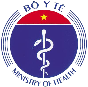 BỘ Y TẾ
MINISTRY OF HEALTH